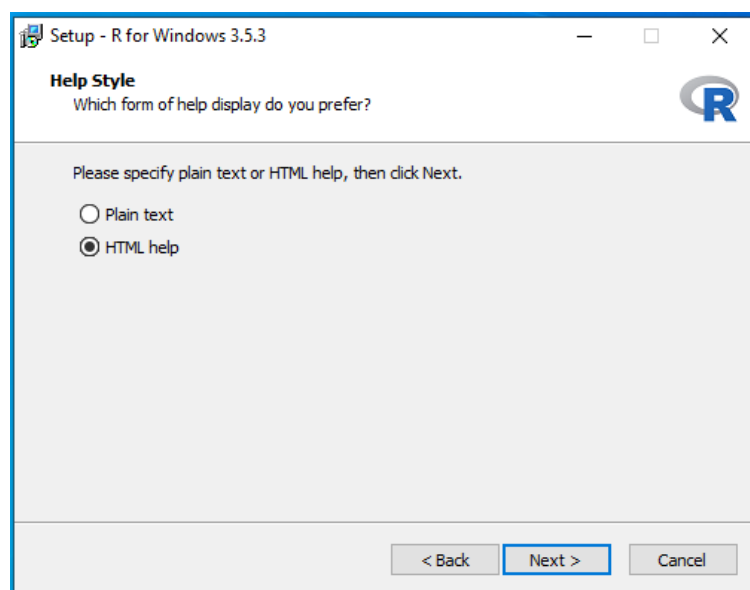 Setup - R for Windows 3.5.3
Help Style
Which form of help display do you prefer?
R
Please specify plain text or HTML help, then click Next.
Plain text
HTML help
< Back
Next >
Cancel